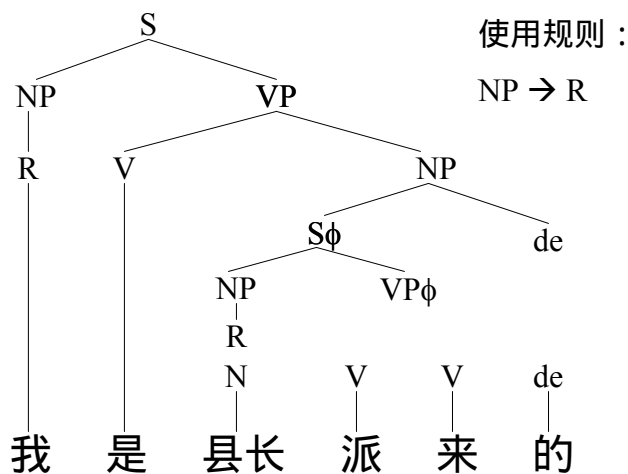 S
使用规则：
NP VP
NP → R
R V NP
Sϕ de
NP VPϕ
R
N V V de
我 是 县长 派 来 的